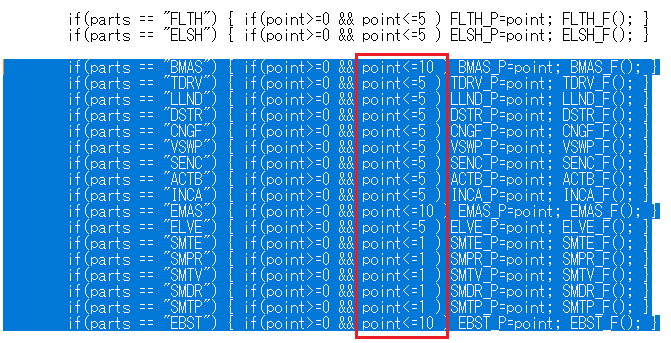 if(parts == "FLTH") { if(point>=0 && point<=5 ) FLTH_P=point; FLTH_F(); }
if(parts == "ELSH") { if(point>=0 && point<=5 ) ELSH_P=point; ELSH_F(); }
if(parts == "BMAS") { if(point>=0 && point<=10 ) BMAS_P=point; BMAS_F(); }
if(parts == "TDRV") { if(point>=0 && point<=5 ) TDRV_P=point; TDRV_F(); }
if(parts == "LLND") { if(point>=0 && point<=5 ) LLND_P=point; LLND_F(); }
if(parts == "DSTR") { if(point>=0 && point<=5 ) DSTR_P=point; DSTR_F(); }
if(parts == "CNGF") { if(point>=0 && point<=5 ) CNGF_P=point; CNGF_F(); }
if(parts == "VSWP") { if(point>=0 && point<=5 ) VSWP_P=point; VSWP_F(); }
if(parts == "SENC") { if(point>=0 && point<=5 ) SENC_P=point; SENC_F(); }
if(parts == "ACTB") { if(point>=0 && point<=5 ) ACTB_P=point; ACTB_F(); }
if(parts == "INCA") { if(point>=0 && point<=5 ) INCA_P=point; INCA_F(); }
if(parts == "EMAS") { if(point>=0 && point<=10 ) EMAS_P=point; EMAS_F(); }
if(parts == "ELVE") { if(point>=0 && point<=5 ) ELVE_P=point; ELVE_F(); }
if(parts == "SMTE") { if(point>=0 && point<=1 ) SMTE_P=point; SMTE_F(); }
if(parts == "SMPR") { if(point>=0 && point<=1 ) SMPR_P=point; SMPR_F(); }
if(parts == "SMTV") { if(point>=0 && point<=1 ) SMTV_P=point; SMTV_F(); }
if(parts == "SMDR") { if(point>=0 && point<=1 ) SMDR_P=point; SMDR_F(); }
if(parts == "SMTP") { if(point>=0 && point<=1 ) SMTP_P=point; SMTP_F(); }
if(parts == "EBST") { if(point>=0 && point<=10 ) EBST_P=point; EBST_F(); }